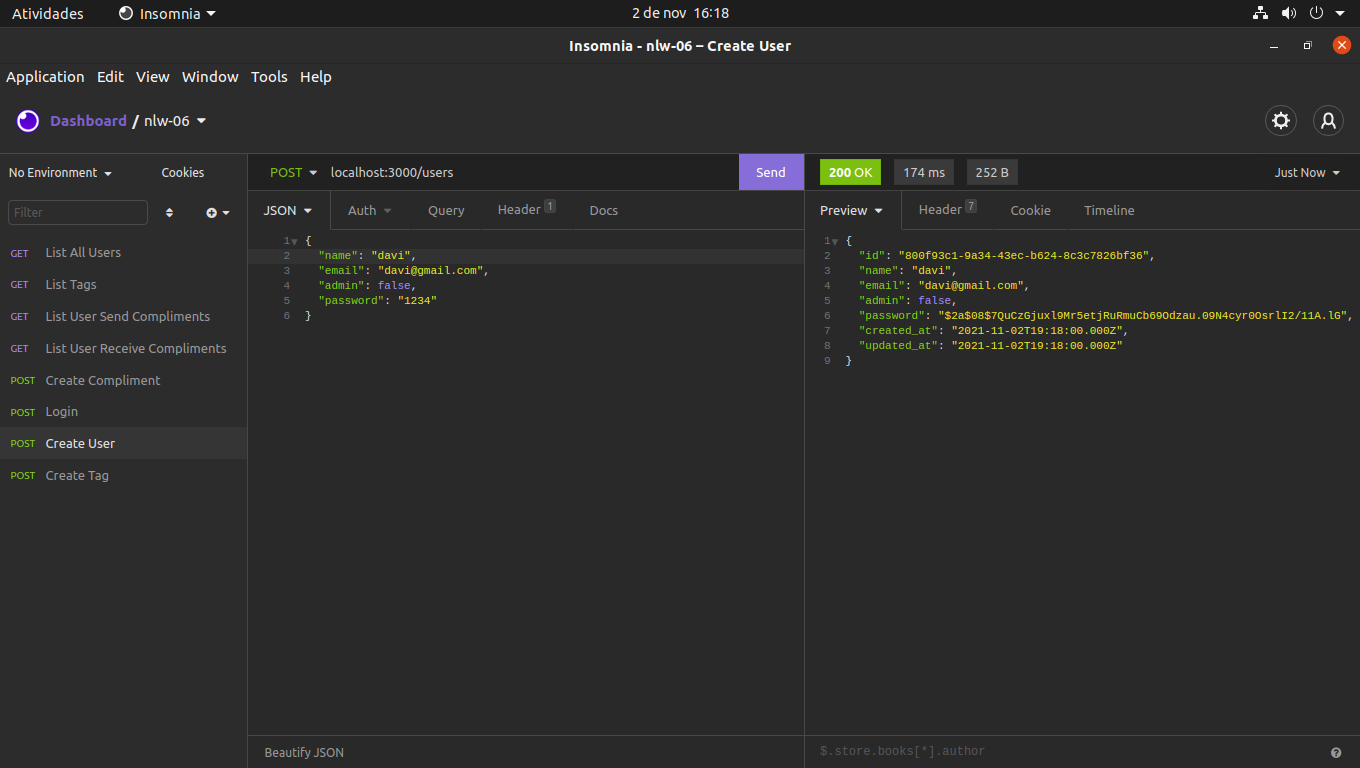 Atividades Insomnia 2 de nov 16:18
Insomnia - nlw-06 – Create User
Application Edit View Window Tools Help
Dashboard / nlw-06
No Environment Cookies
Filter
GET List All Users
GET List Tags
GET List User Send Compliments
GET List User Receive Compliments
POST Create Compliment
POST Login
POST Create User
POST Create Tag
POST localhost:3000/users Send
JSON Auth Query Header 1 Docs
1 {
2 "name": "davi",
3 "email": "davi@gmail.com",
4 "admin": false,
5 "password": "1234"
6 }
Beautify JSON
200 OK 174 ms 252 B Just Now
Preview Header 7 Cookie Timeline
1 {
2 "id": "800f93c1-9a34-43ec-b624-8c3c7826bf36",
3 "name": "davi",
4 "email": "davi@gmail.com",
5 "admin": false,
6 "password": "$2a$08$7QuCzGjuxl9Mr5etjRuRmuCb69Odzau.09N4cyr0OsrlI2/11A.lG",
7 "created_at": "2021-11-02T19:18:00.000Z",
8 "updated_at": "2021-11-02T19:18:00.000Z"
9 }
$.store.books[*].author